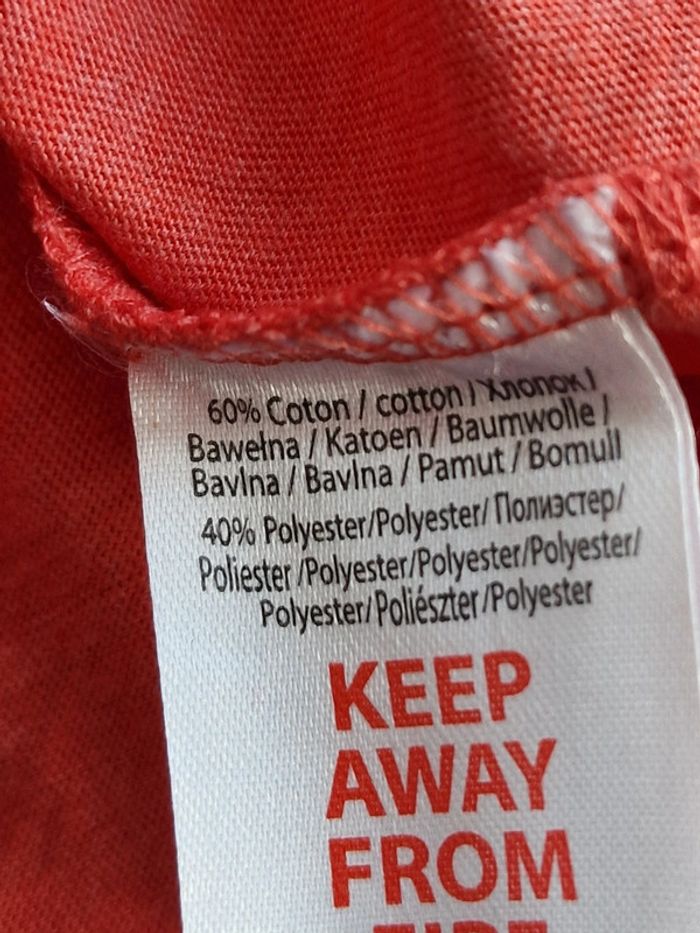 60% Coton / cotton / Хлопок /
Bawełna / Katoen / Baumwolle /
Bavlna / Bavlna / Pamut / Bomull
40% Polyester/Polyester/ Полиэстер/
Poliester /Polyester/Polyester/Polyester/
Polyester/Poliészter/Polyester
KEEP
AWAY
FROM
FIRE